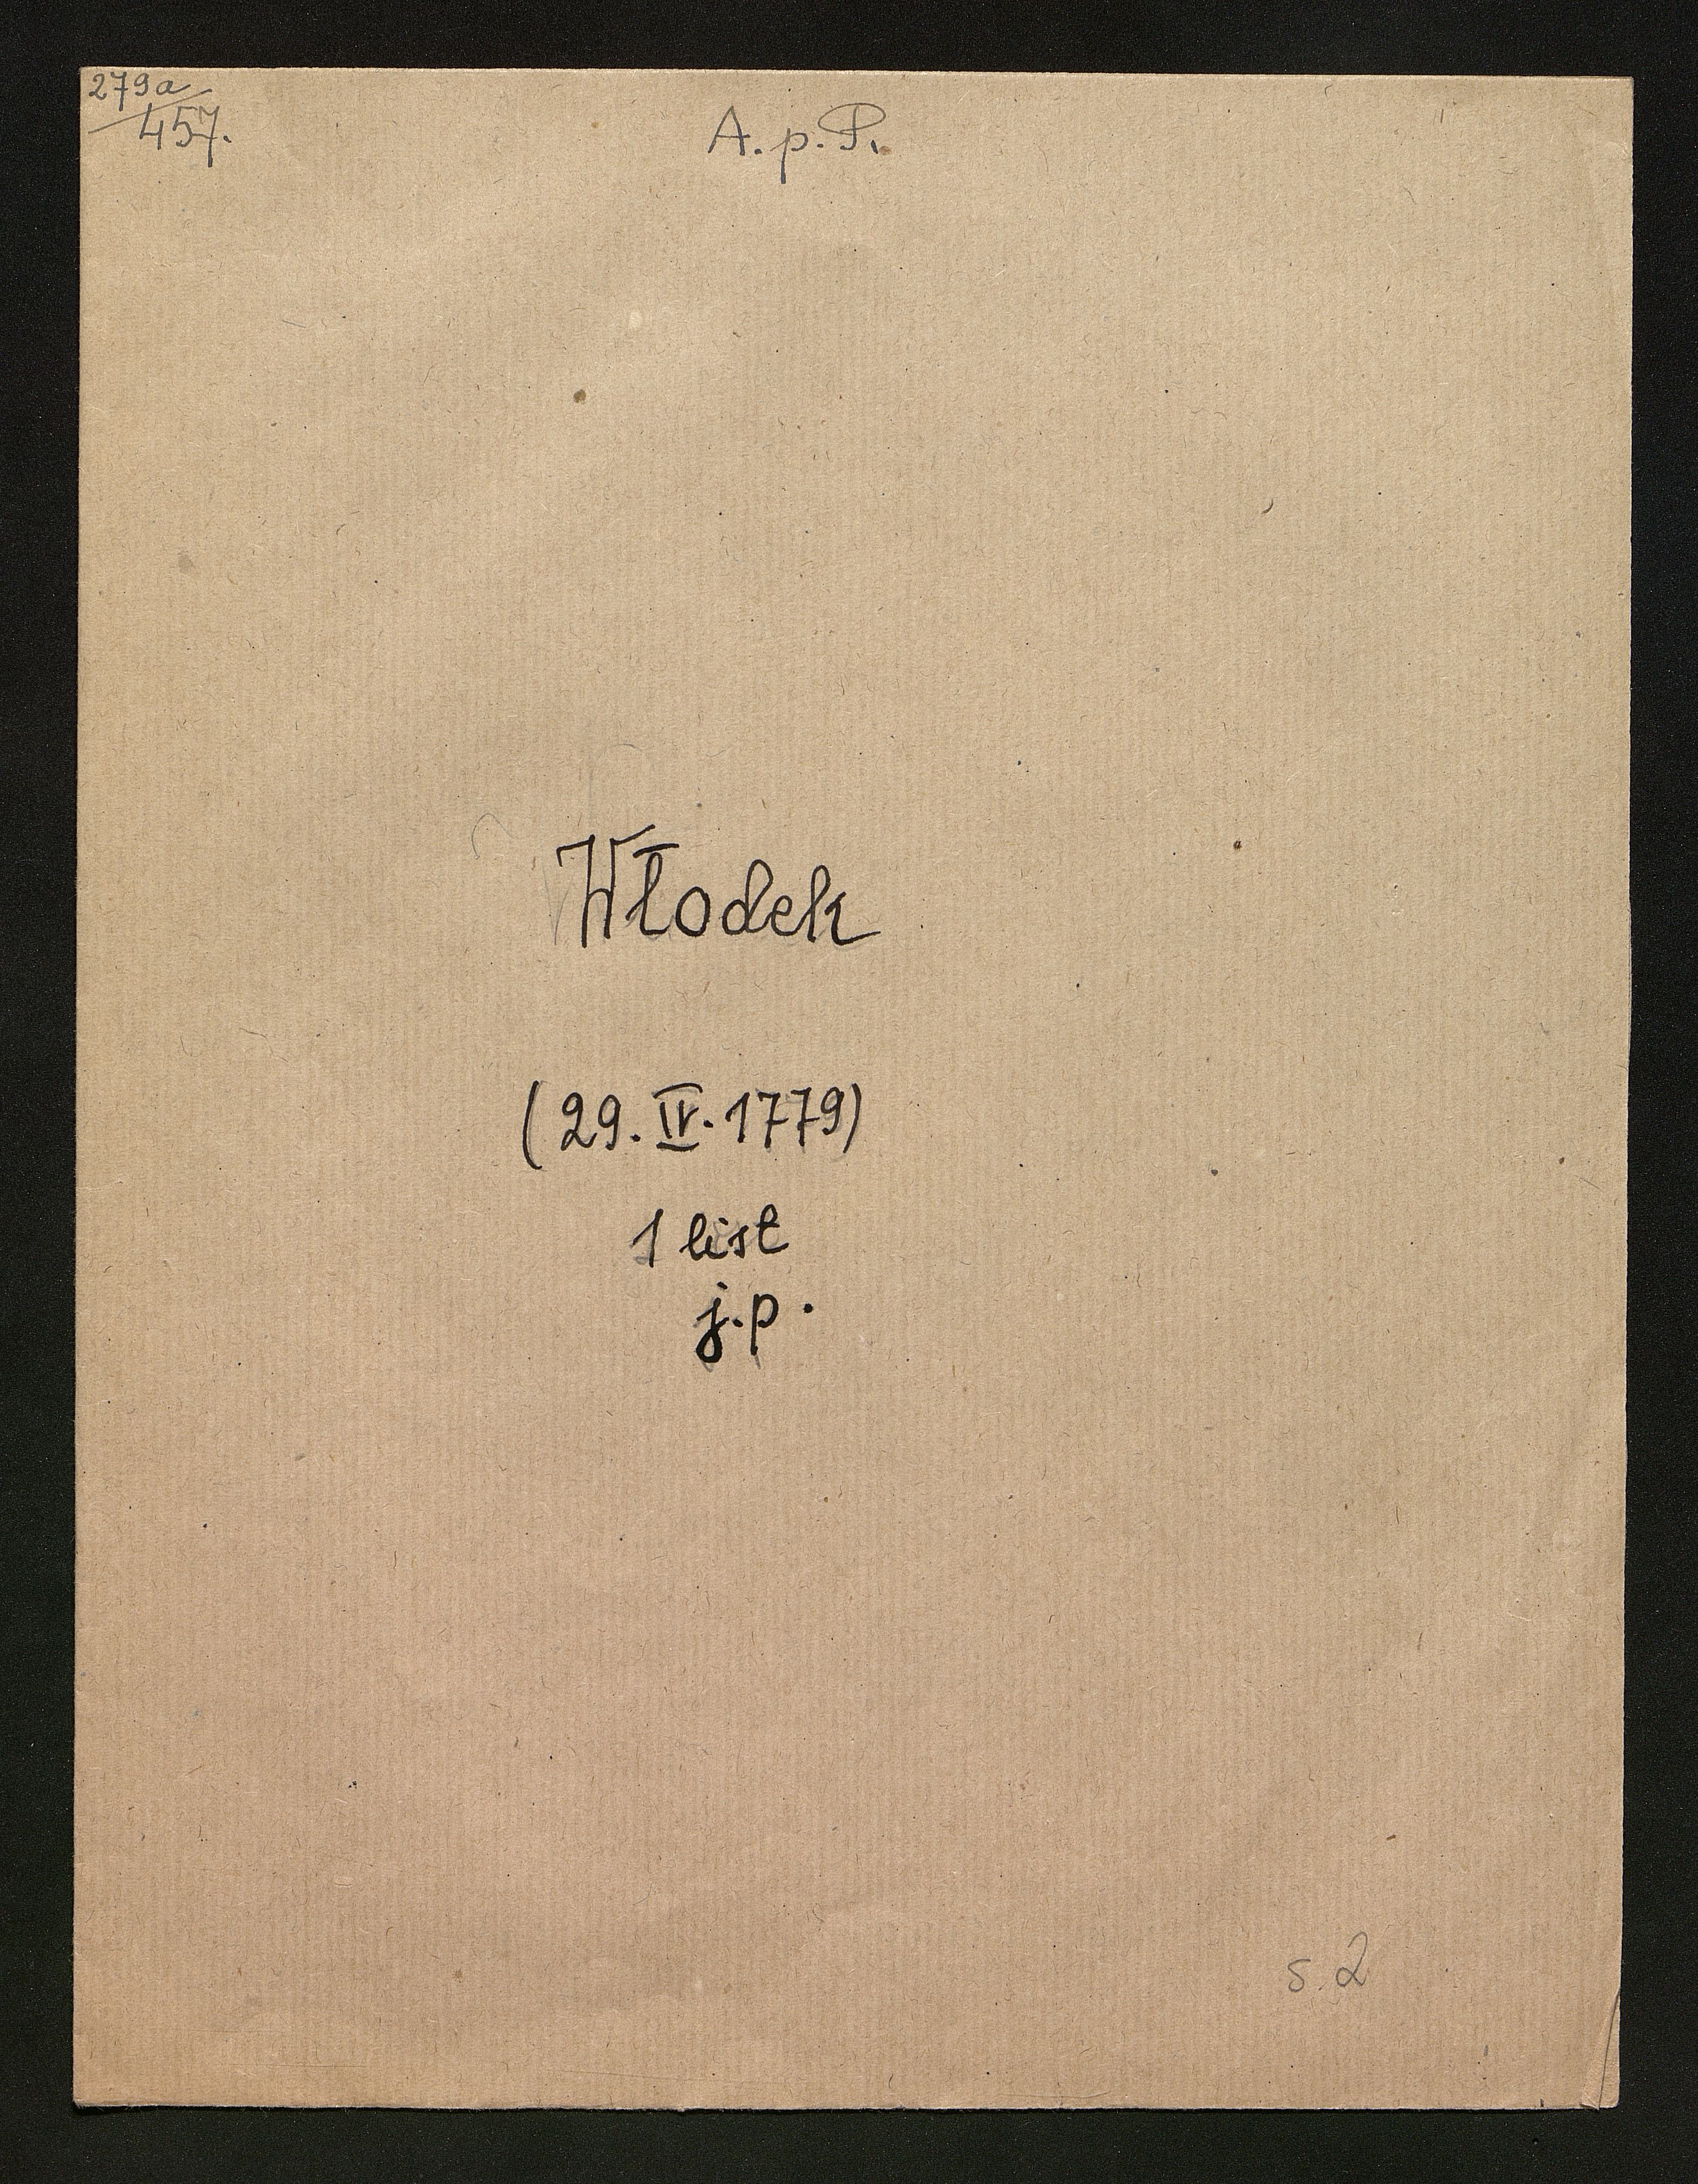 279a
457.
A. p. P.
Włodek
(29. IV. 1779)
1 list
j.p.
s. 2